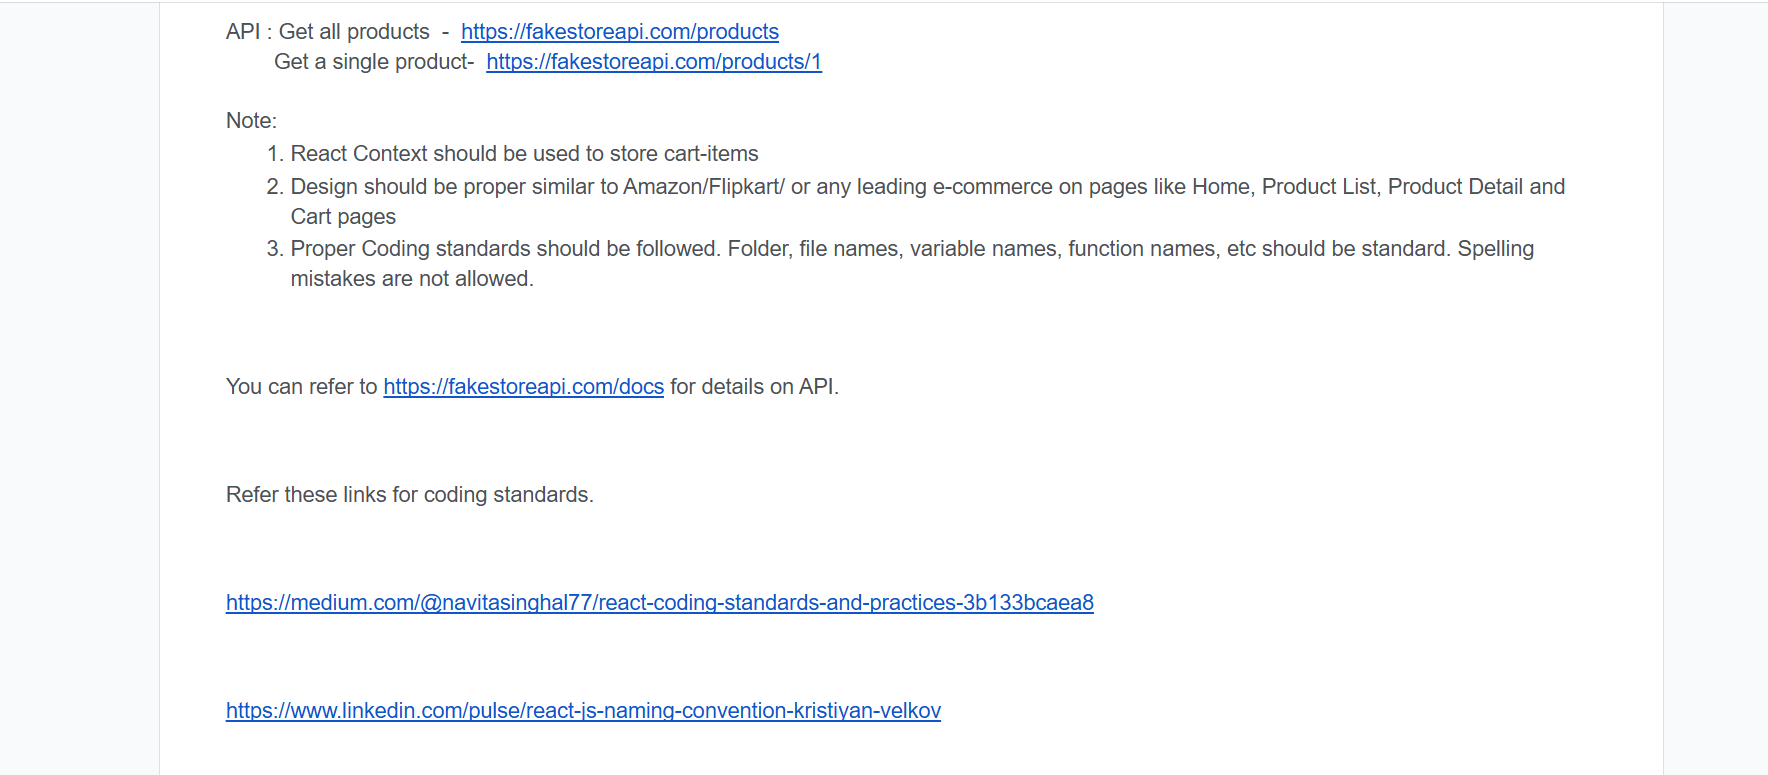 API : Get all products - https://fakestoreapi.com/products
Get a single product- https://fakestoreapi.com/products/1
Note:
1. React Context should be used to store cart-items
2. Design should be proper similar to Amazon/Flipkart/ or any leading e-commerce on pages like Home, Product List, Product Detail and
Cart pages
3. Proper Coding standards should be followed. Folder, file names, variable names, function names, etc should be standard. Spelling
mistakes are not allowed.
You can refer to https://fakestoreapi.com/docs for details on API.
Refer these links for coding standards.
https://medium.com/@navitasinghal77/react-coding-standards-and-practices-3b133bcaea8
https://www.linkedin.com/pulse/react-js-naming-convention-kristiyan-velkov